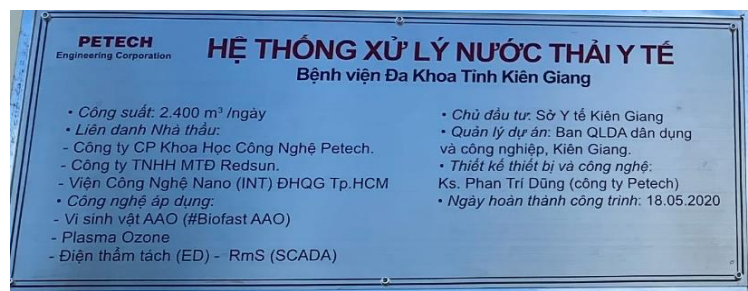 PETECH
Engineering Corporation
HỆ THỐNG XỬ LÝ NƯỚC THẢI Y TẾ
Bệnh viện Đa Khoa Tỉnh Kiên Giang
• Công suất: 2.400 m³ /ngày
• Liên danh Nhà thầu:
- Công ty CP Khoa Học Công Nghệ Petech.
- Công ty TNHH MTĐ Redsun.
- Viện Công Nghệ Nano (INT) ĐHQG Tp.HCM
• Công nghệ áp dụng:
- Vi sinh vật AAO (#Biofast AAO)
- Plasma Ozone
- Điện thẩm tách (ED) - RmS (SCADA)
• Chủ đầu tư: Sở Y tế Kiên Giang
• Quản lý dự án: Ban QLDA dân dụng
và công nghiệp, Kiên Giang.
• Thiết kế thiết bị và công nghệ:
Ks. Phan Trí Dũng (công ty Petech)
• Ngày hoàn thành công trình: 18.05.2020